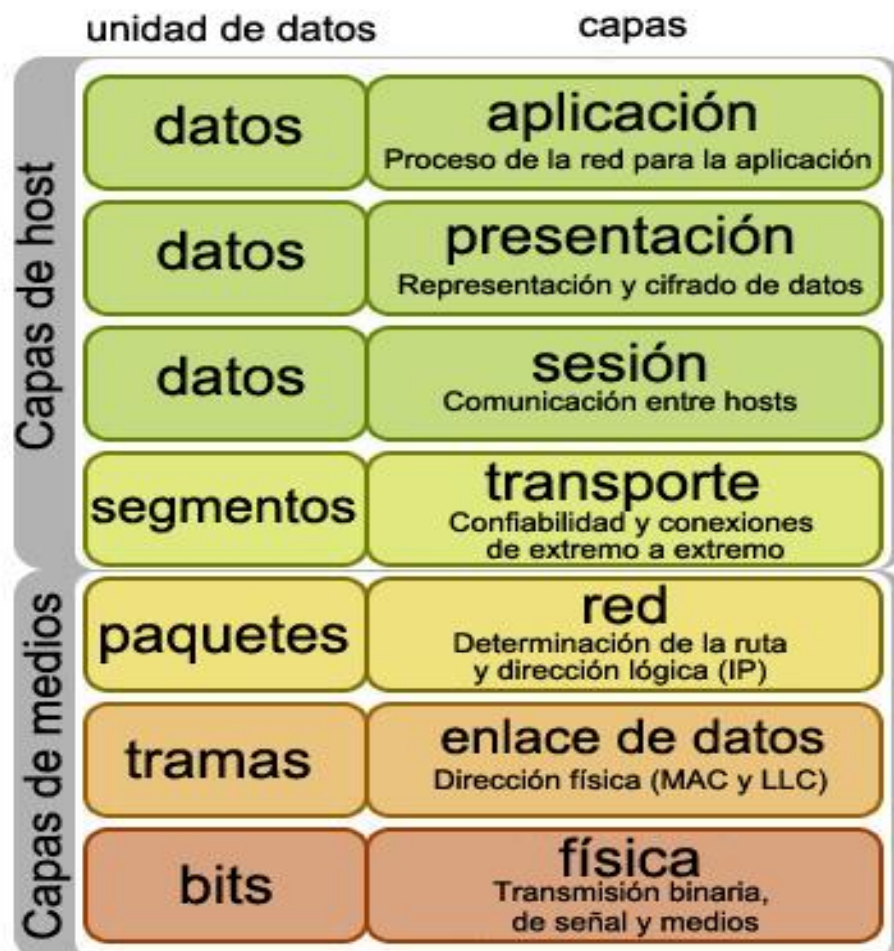 unidad de datos capas
Capas de host
datos aplicación
Proceso de la red para la aplicación
datos presentación
Representación y cifrado de datos
datos sesión
Comunicación entre hosts
segmentos transporte
Confiabilidad y conexiones
de extremo a extremo
Capas de medios
paquetes red
Determinación de la ruta
y dirección lógica (IP)
tramas enlace de datos
Dirección física (MAC y LLC)
bits física
Transmisión binaria,
de señal y medios